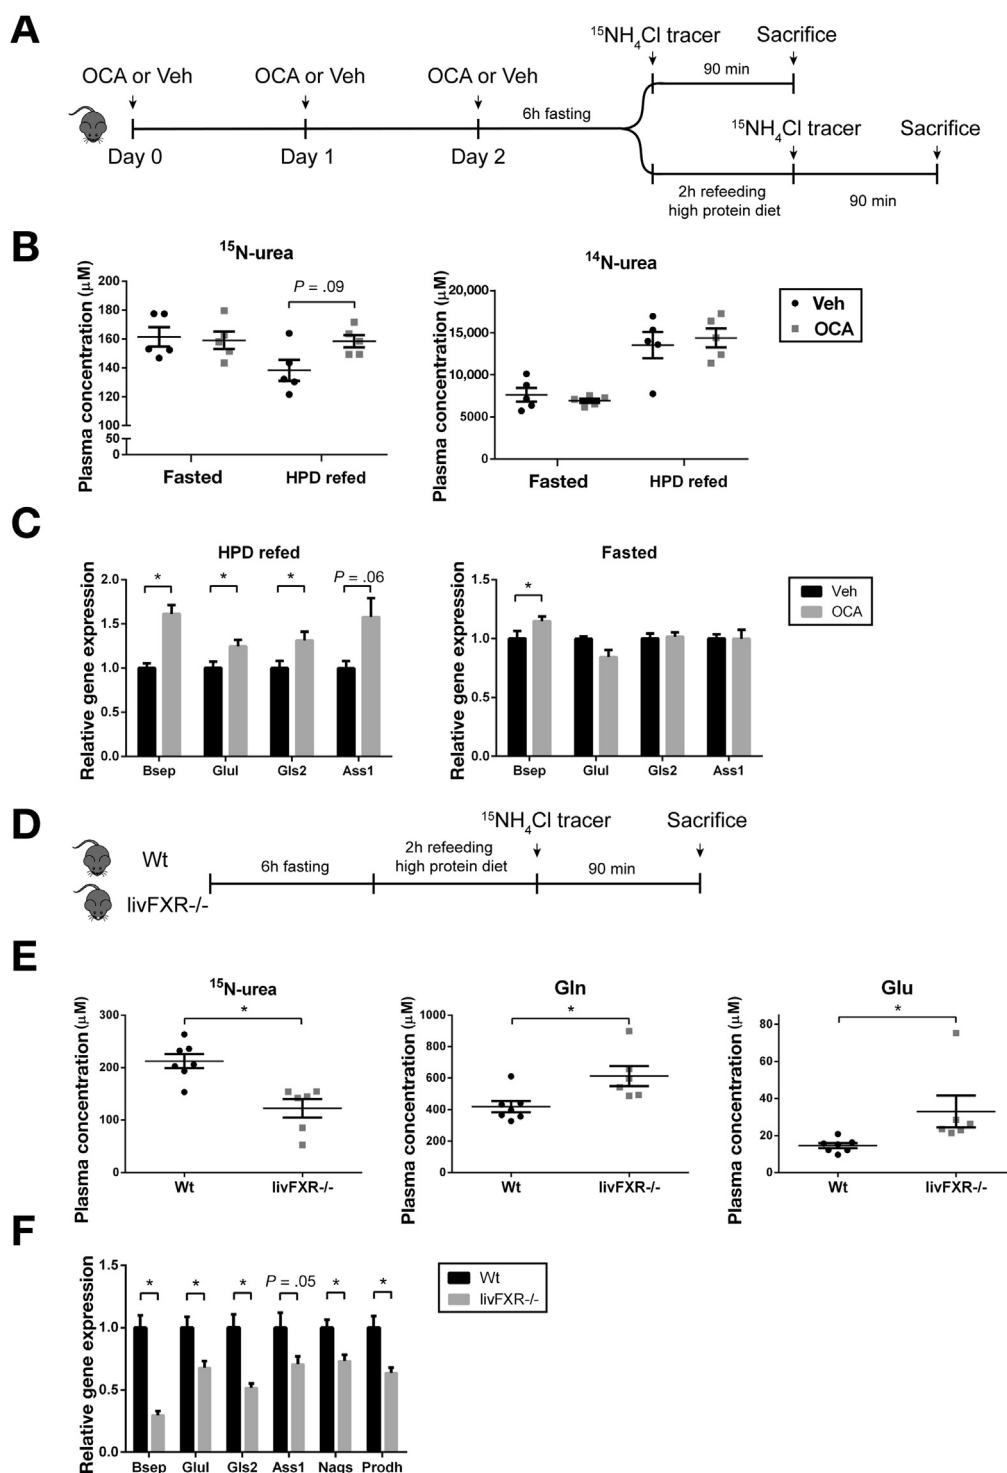 A
OCA or Veh
OCA or Veh
OCA or Veh
¹⁵NH₄Cl tracer
Sacrifice
90 min
6h fasting
Day 0
Day 1
Day 2
¹⁵NH₄Cl tracer
Sacrifice
2h refeeding
high protein diet
90 min
B
¹⁵N-urea
Plasma concentration (µM)
200
180
160
140
120
100
50
0
P = .09
Fasted
HPD refed
¹⁴N-urea
Plasma concentration (µM)
20,000
15,000
10,000
5000
0
Fasted
HPD refed
Veh
OCA
C
HPD refed
Relative gene expression
2.0
1.5
1.0
0.5
0.0
*
*
*
P = .06
Bsep
Glul
Gls2
Ass1
Fasted
Relative gene expression
1.5
1.0
0.5
0.0
*
Bsep
Glul
Gls2
Ass1
Veh
OCA
D
Wt
livFXR-/-
6h fasting
2h refeeding
high protein diet
¹⁵NH₄Cl tracer
90 min
Sacrifice
E
¹⁵N-urea
Plasma concentration (µM)
300
200
100
0
*
Wt
livFXR-/-
Gln
Plasma concentration (µM)
1000
800
600
400
200
0
*
Wt
livFXR-/-
Glu
Plasma concentration (µM)
80
60
40
20
0
*
Wt
livFXR-/-
F
Relative gene expression
1.5
1.0
0.5
0.0
*
*
*
P = .05
*
*
Bsep
Glul
Gls2
Ass1
Nags
Prodh
Wt
livFXR-/-